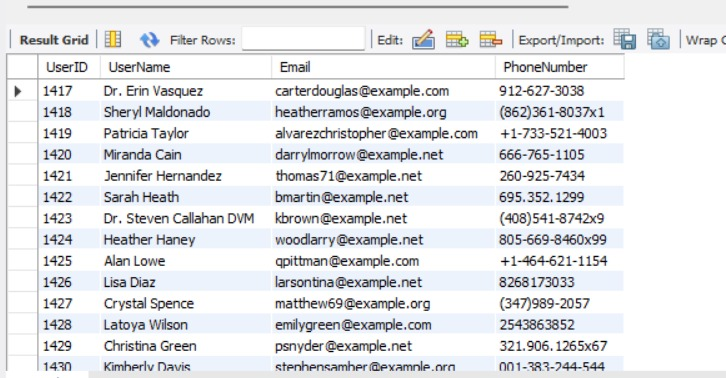 Result Grid Filter Rows: Edit: Export/Import: Wrap C
UserID UserName Email PhoneNumber
1417 Dr. Erin Vasquez carterdouglas@example.com 912-627-3038
1418 Sheryl Maldonado heatherramos@example.org (862)361-8037x1
1419 Patricia Taylor alvarezchristopher@example.com +1-733-521-4003
1420 Miranda Cain darrylmorrow@example.net 666-765-1105
1421 Jennifer Hernandez thomas71@example.net 260-925-7434
1422 Sarah Heath bmartin@example.net 695.352.1299
1423 Dr. Steven Callahan DVM kbrown@example.net (408)541-8742x9
1424 Heather Haney woodlarry@example.net 805-669-8460x99
1425 Alan Lowe qpittman@example.com +1-464-621-1154
1426 Lisa Diaz larsontina@example.net 8268173033
1427 Crystal Spence matthew69@example.org (347)989-2057
1428 Latoya Wilson emilygreen@example.com 2543863852
1429 Christina Green psnyder@example.net 321.906.1265x67
1430 Kimberly Davis stephensamber@example.org 001-383-244-544